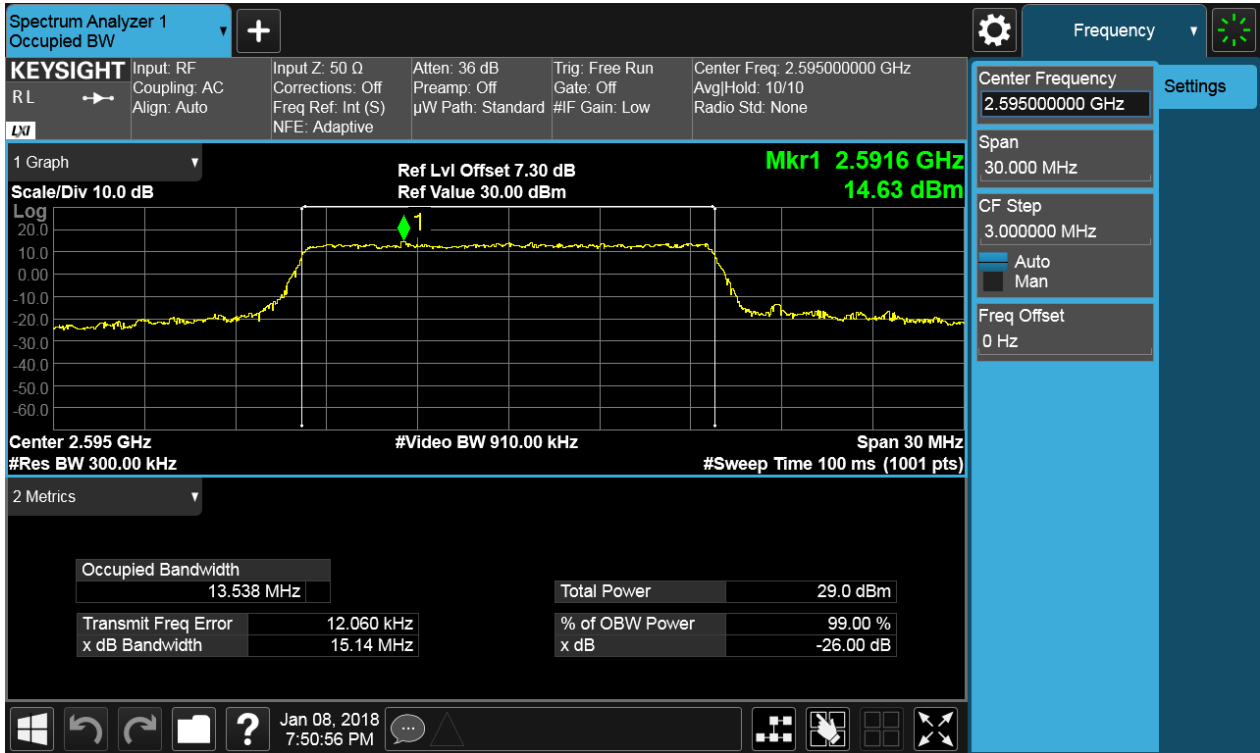 Spectrum Analyzer 1
Occupied BW
+
Frequency
KEYSIGHT
RL
LXI
Input: RF
Coupling: AC
Align: Auto
Input Z: 50 Ω
Corrections: Off
Freq Ref: Int (S)
NFE: Adaptive
Atten: 36 dB
Preamp: Off
µW Path: Standard
Trig: Free Run
Gate: Off
#IF Gain: Low
Center Freq: 2.595000000 GHz
Avg|Hold: 10/10
Radio Std: None
Center Frequency
2.595000000 GHz
Settings
Span
30.000 MHz
CF Step
3.000000 MHz
Auto
Man
Freq Offset
0 Hz
1 Graph
Scale/Div 10.0 dB
Ref Lvl Offset 7.30 dB
Ref Value 30.00 dBm
Mkr1 2.5916 GHz
14.63 dBm
Log
1
20.0
10.0
0.00
-10.0
-20.0
-30.0
-40.0
-50.0
-60.0
Center 2.595 GHz
#Video BW 910.00 kHz
Span 30 MHz
#Res BW 300.00 kHz
#Sweep Time 100 ms (1001 pts)
2 Metrics
Occupied Bandwidth
13.538 MHz
Total Power 29.0 dBm
Transmit Freq Error 12.060 kHz
% of OBW Power 99.00 %
x dB Bandwidth 15.14 MHz
x dB -26.00 dB
?
Jan 08, 2018
7:50:56 PM